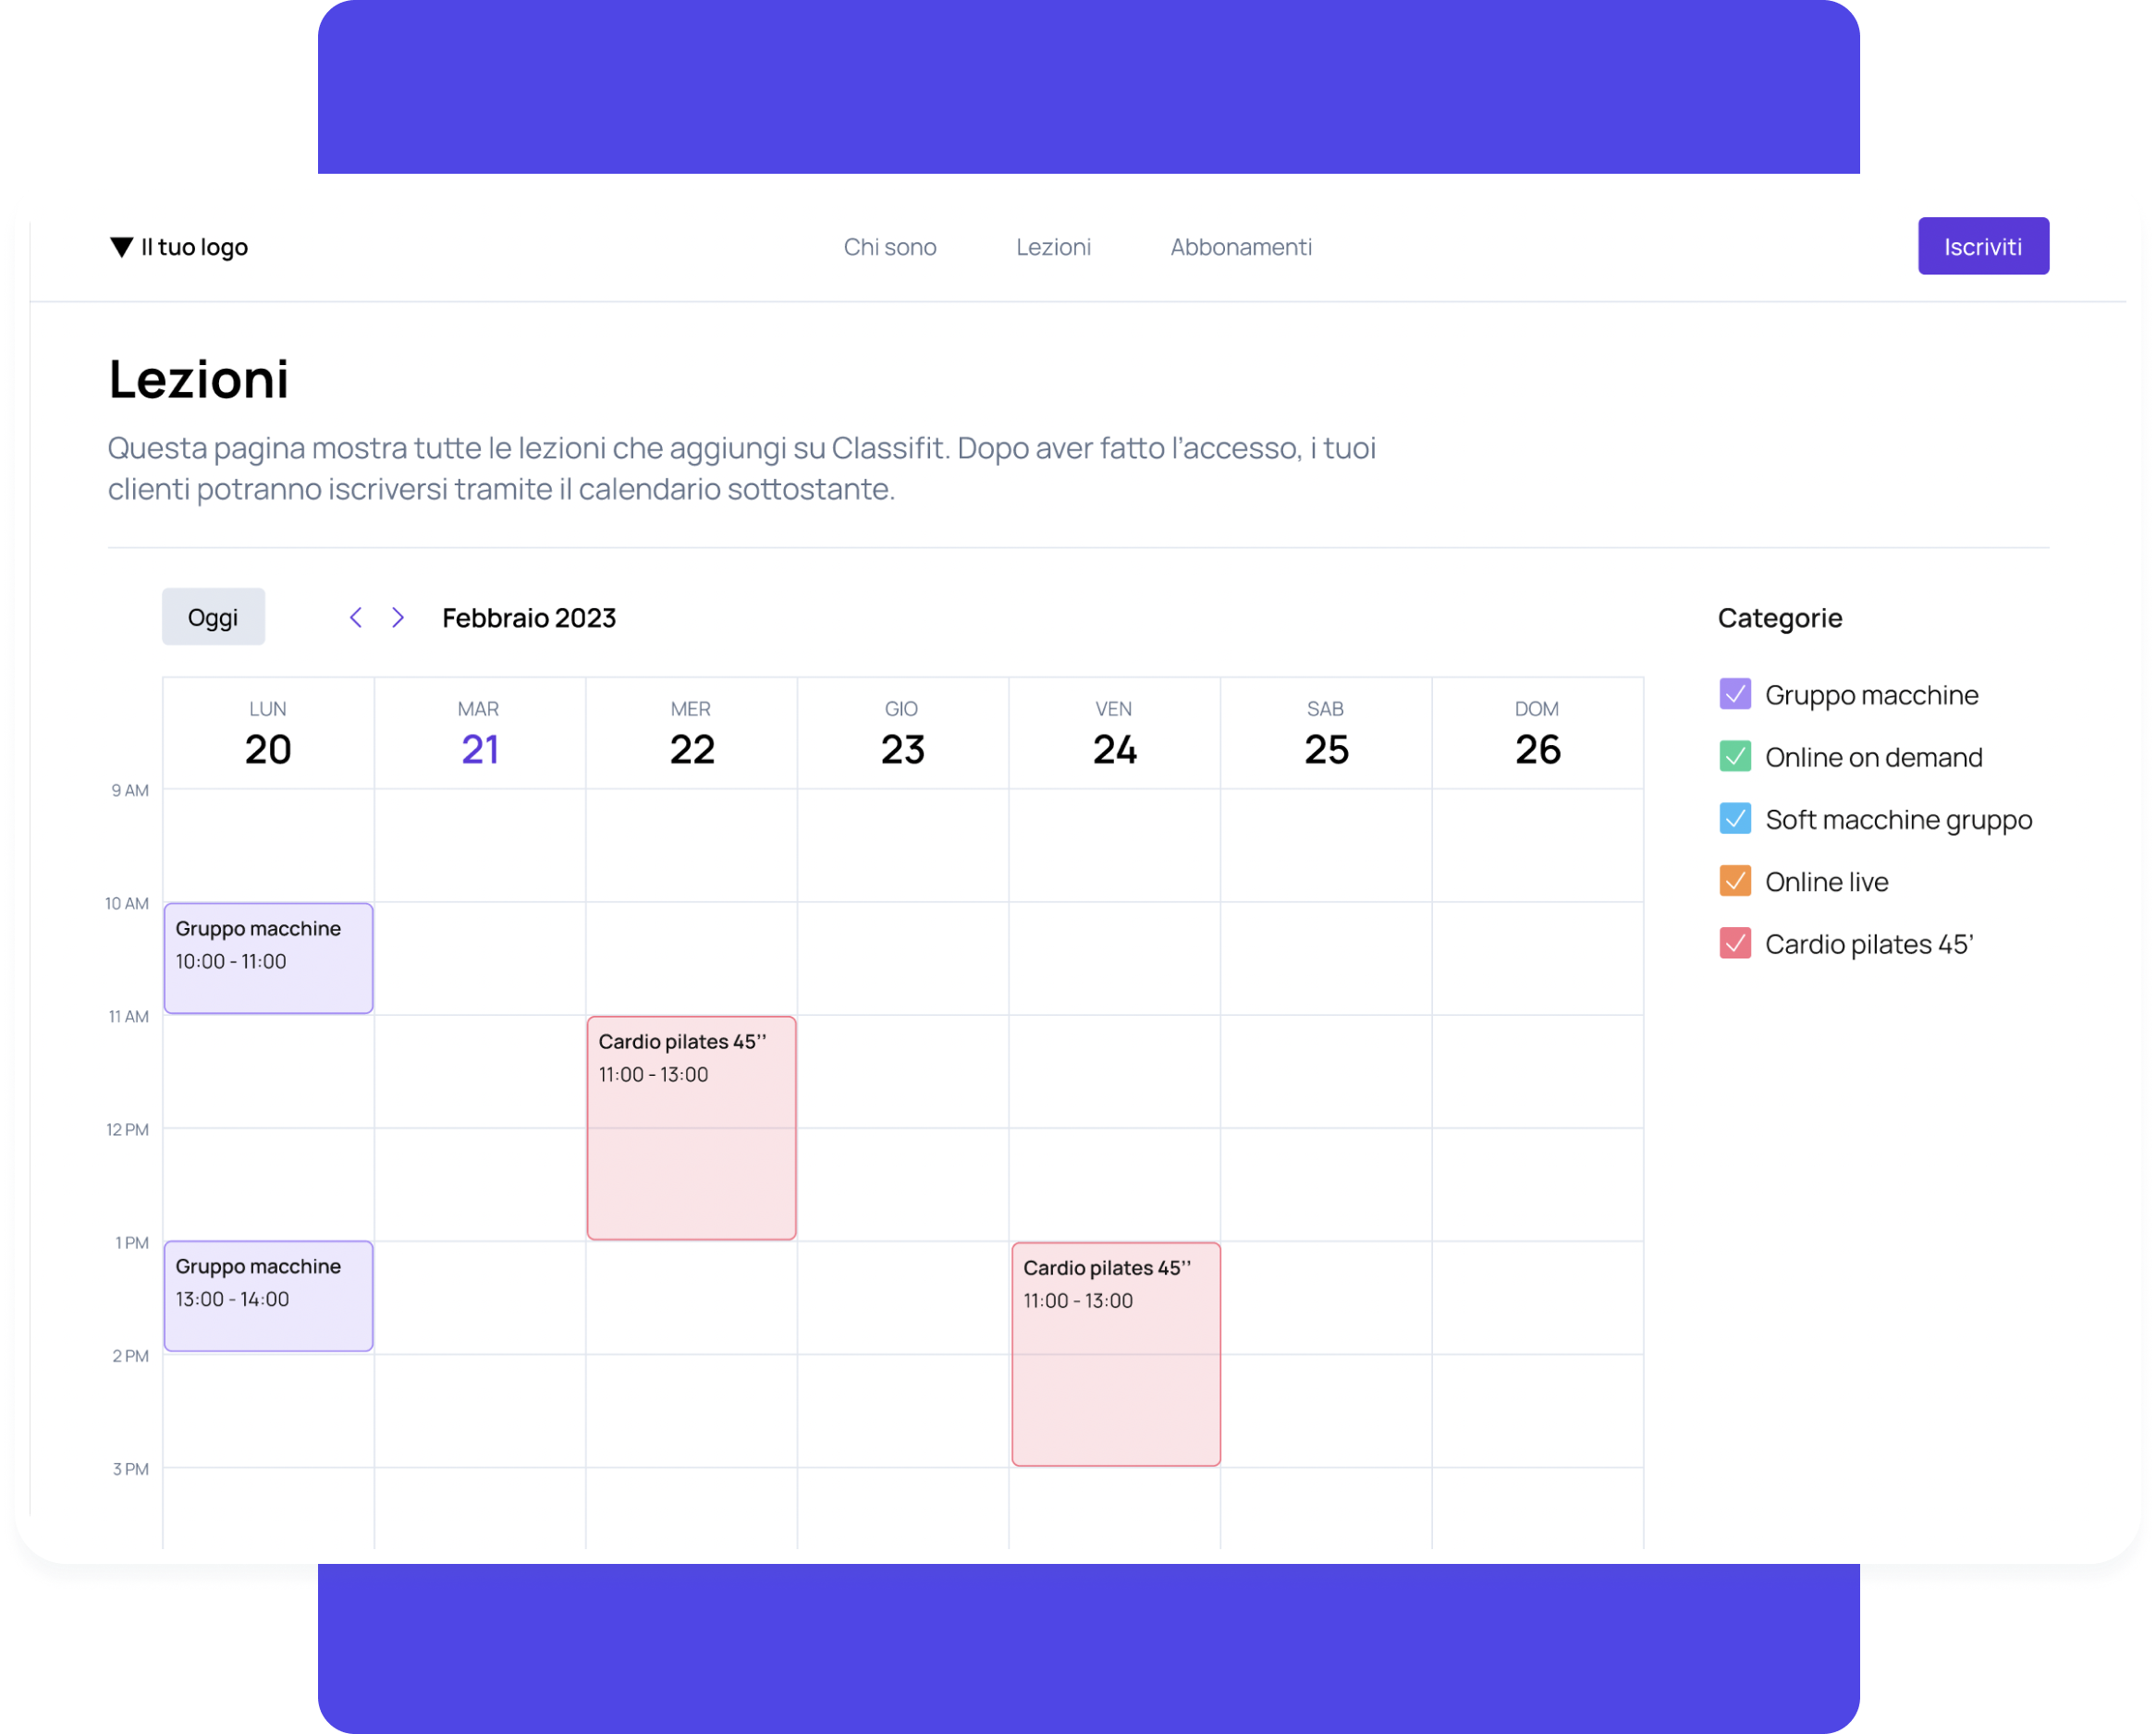 Il tuo logo
Chi sono
Lezioni
Abbonamenti
Iscriviti
Lezioni
Questa pagina mostra tutte le lezioni che aggiungi su Classifit. Dopo aver fatto l’accesso, i tuoi
clienti potranno iscriversi tramite il calendario sottostante.
Oggi
Febbraio 2023
LUN
20
MAR
21
MER
22
GIO
23
VEN
24
SAB
25
DOM
26
9 AM
10 AM
Gruppo macchine
10:00 - 11:00
11 AM
Cardio pilates 45’’
11:00 - 13:00
12 PM
1 PM
Gruppo macchine
13:00 - 14:00
Cardio pilates 45’’
11:00 - 13:00
2 PM
3 PM
Categorie
Gruppo macchine
Online on demand
Soft macchine gruppo
Online live
Cardio pilates 45’